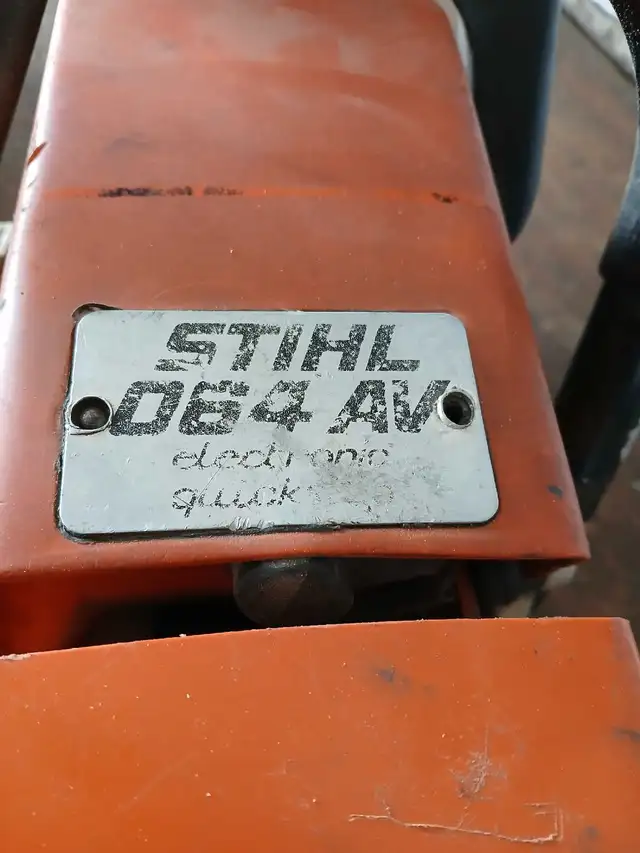 STIHL
064 AV
electronic
quick